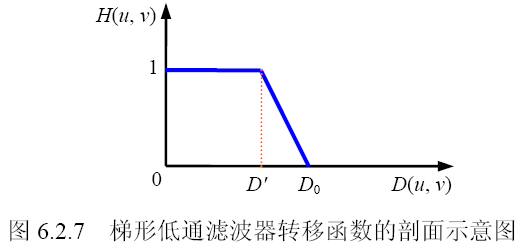 H(u, v)
1
0
D′
D₀
D(u, v)
图 6.2.7 梯形低通滤波器转移函数的剖面示意图